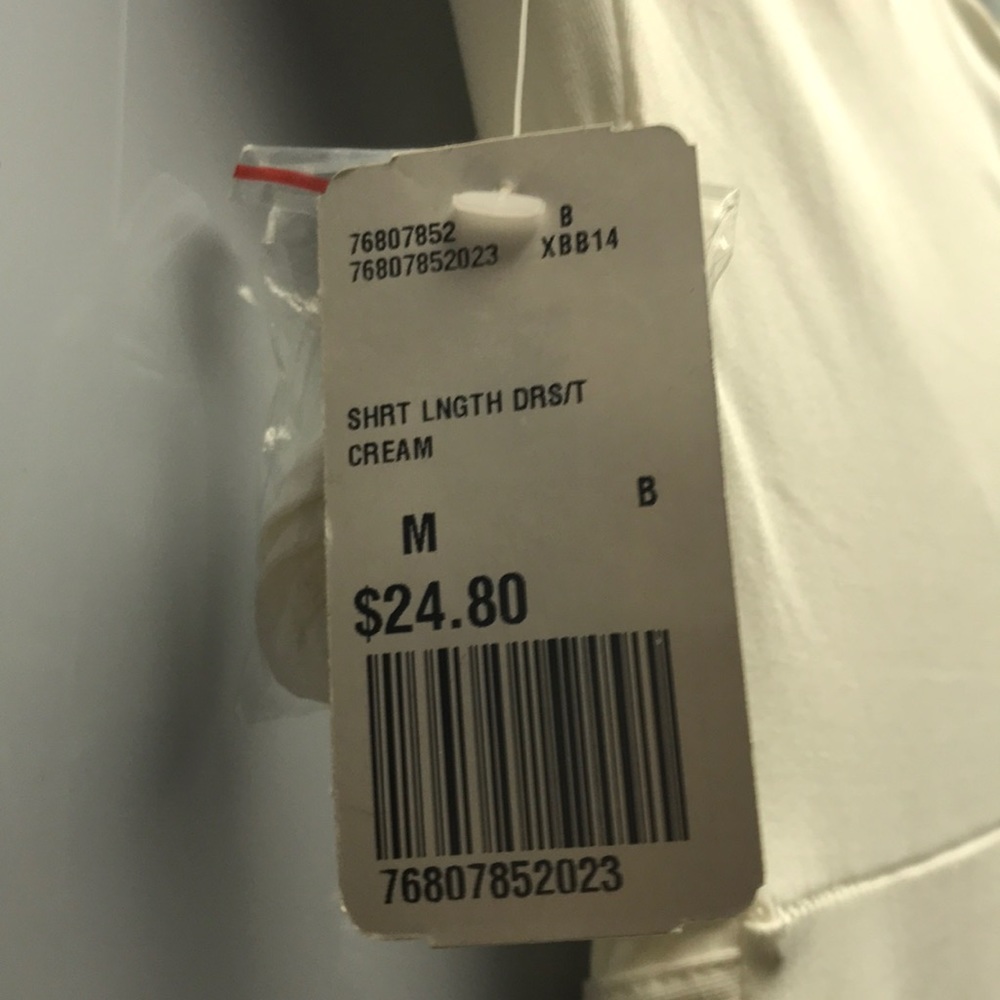 76807852 B
76807852023 XBB14
SHRT LNGTH DRS/T
CREAM
B
M
$24.80
76807852023